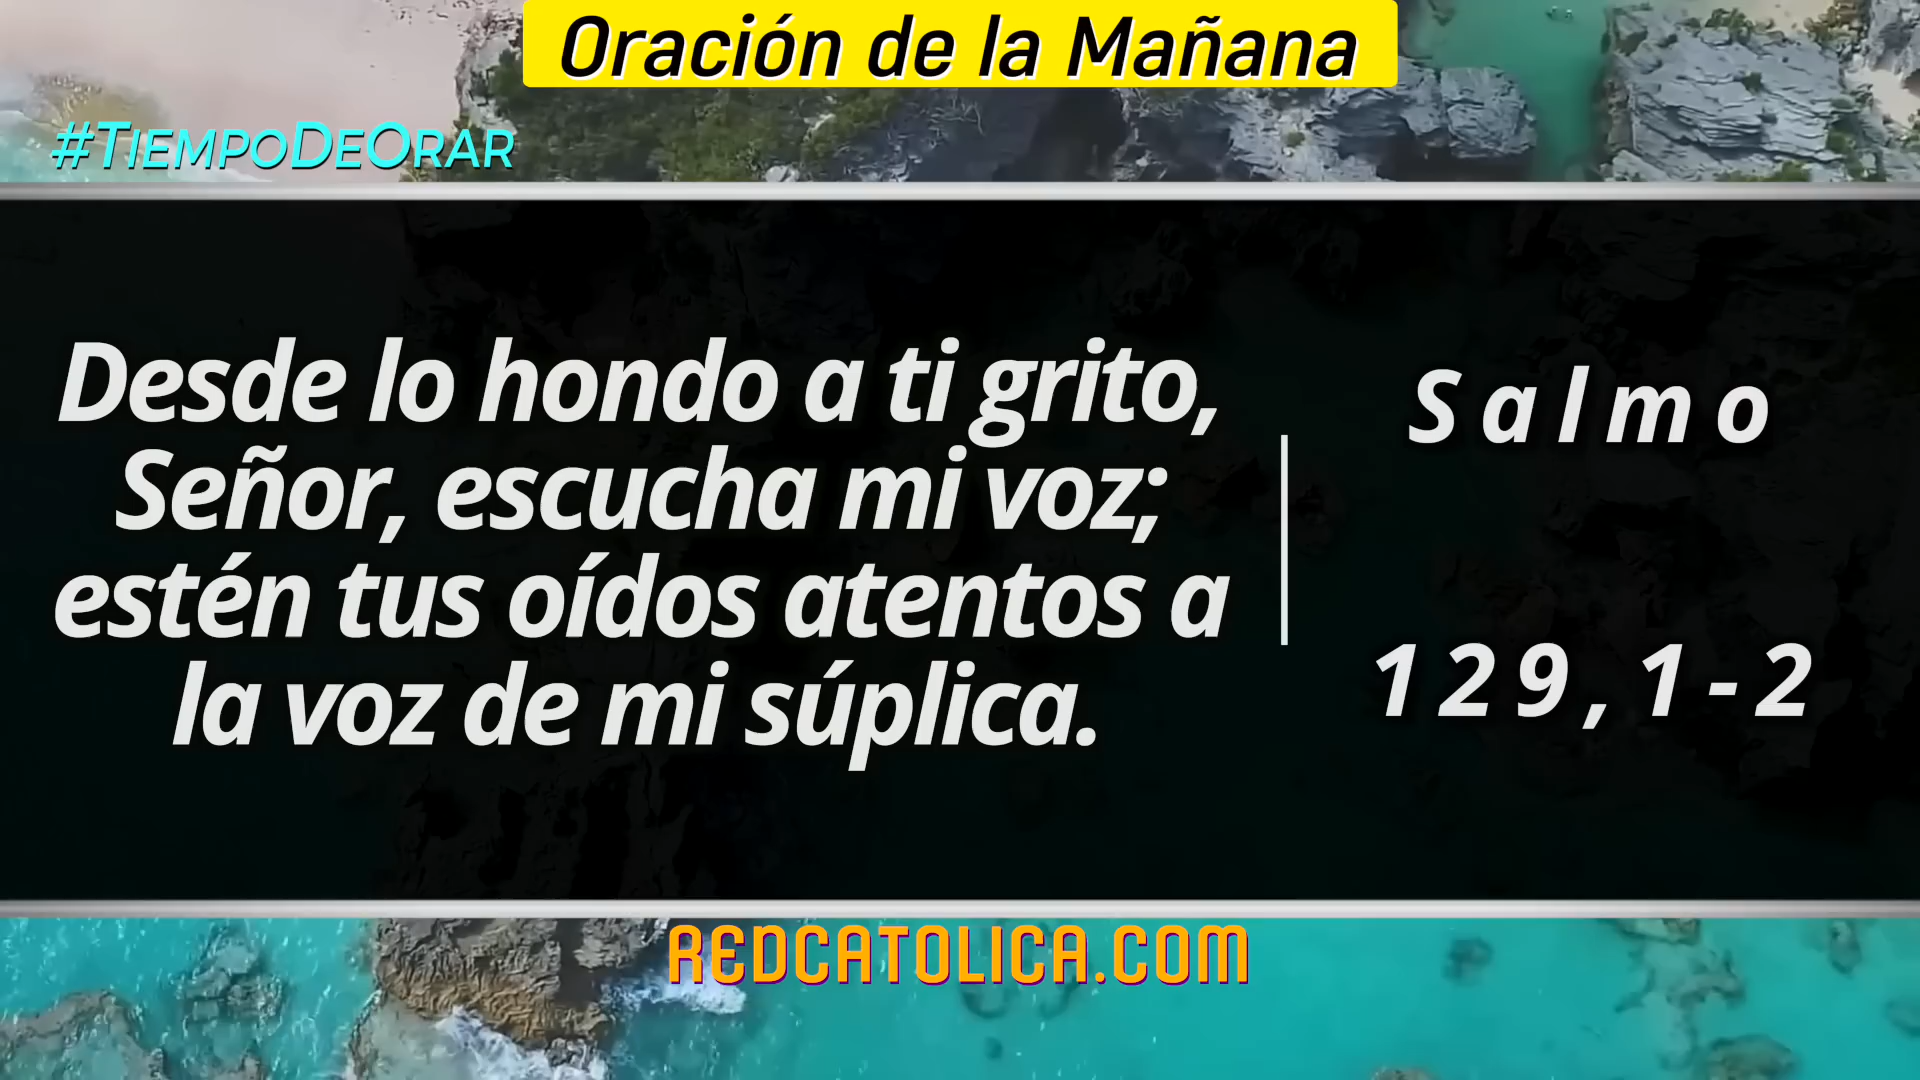 Oración de la Mañana
#TiempoDeOrar
Desde lo hondo a ti grito,
Señor, escucha mi voz;
estén tus oídos atentos a
la voz de mi súplica.
Salmo
129,1-2
REDCATOLICA.COM